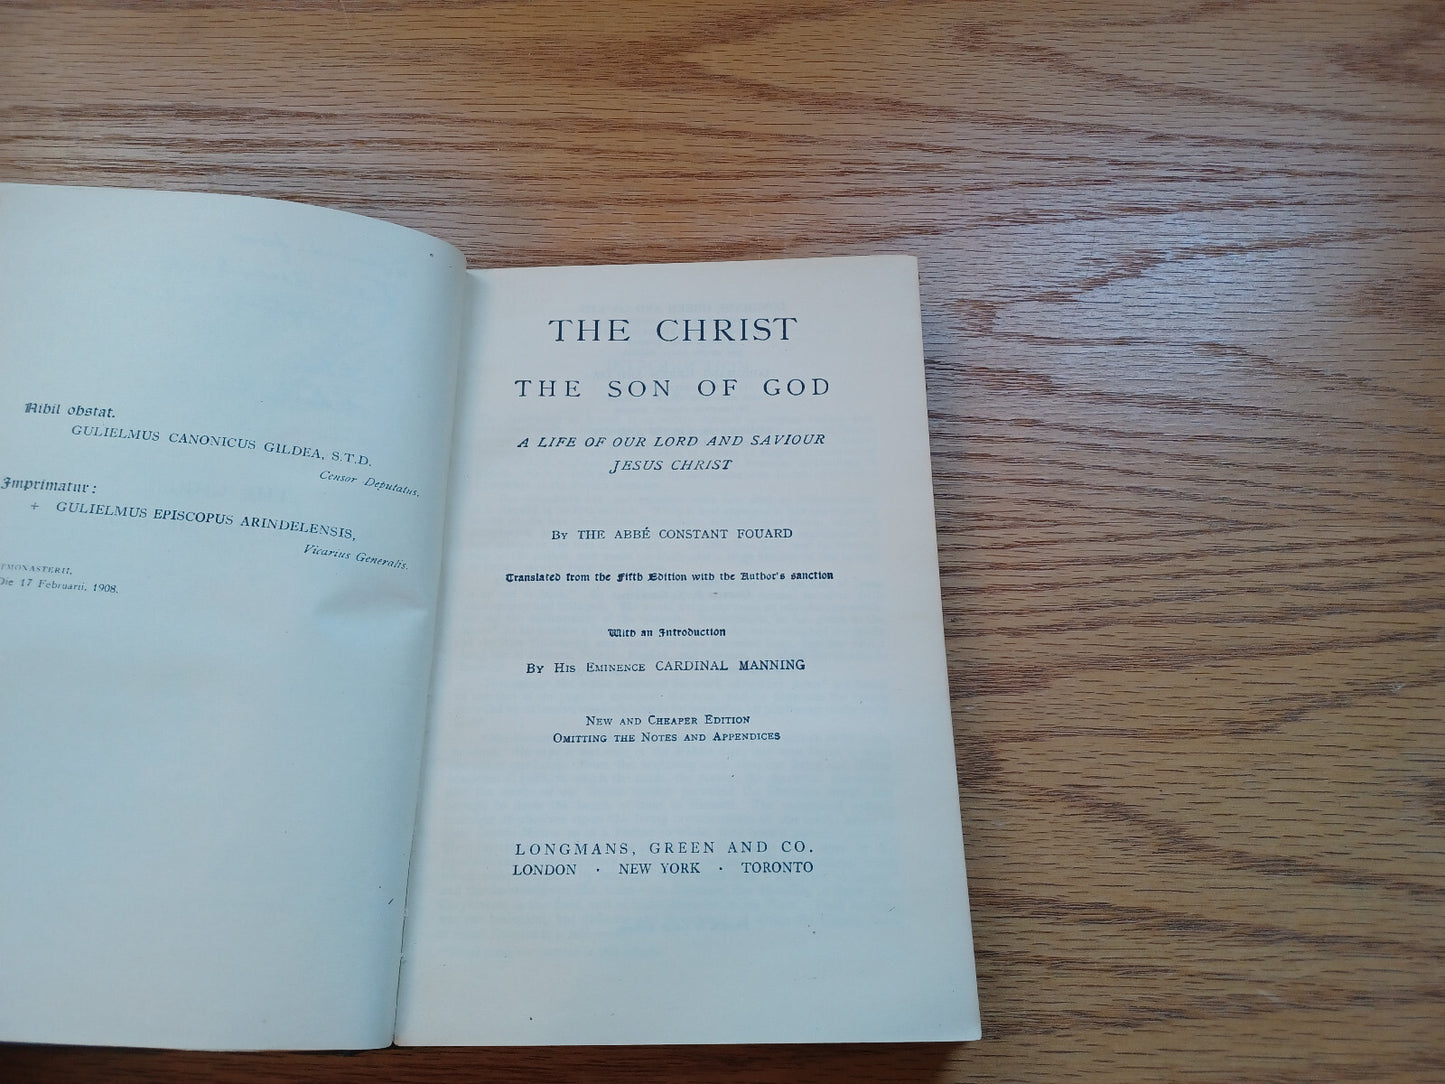 Nihil obstat.
GULIELMUS CANONICUS GILDEA, S.T.D.
Censor Deputatus.
Imprimatur:
+ GULIELMUS EPISCOPUS ARINDELENSIS,
Vicarius Generalis.
Die 17 Februarii, 1908.
THE CHRIST
THE SON OF GOD
A LIFE OF OUR LORD AND SAVIOUR
JESUS CHRIST
BY THE ABBÉ CONSTANT FOUARD
Translated from the Fifth Edition with the Author's sanction
With an Introduction
BY HIS EMINENCE CARDINAL MANNING
NEW AND CHEAPER EDITION
OMITTING THE NOTES AND APPENDICES
LONGMANS, GREEN AND CO.
LONDON · NEW YORK · TORONTO